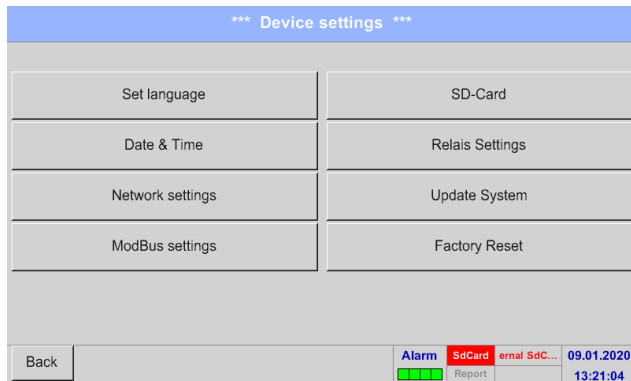 *** Device settings ***
Set language
SD-Card
Date & Time
Relais Settings
Network settings
Update System
ModBus settings
Factory Reset
Back
Alarm
SdCard
ernal SdC...
09.01.2020
Report
13:21:04